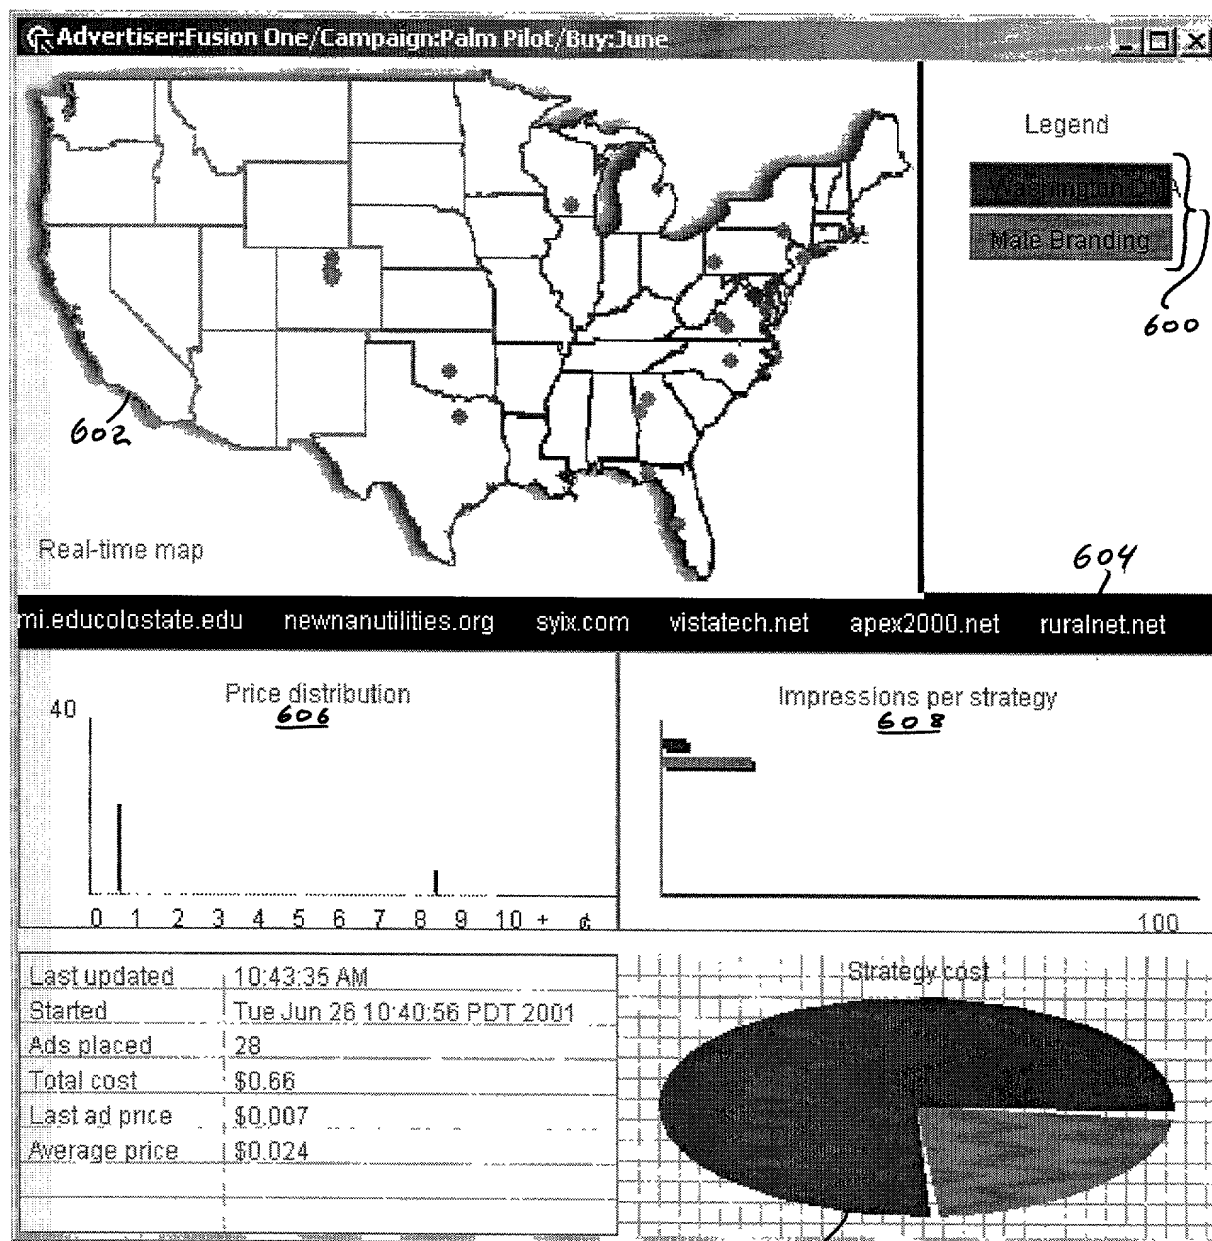 Advertiser:Fusion One/Campaign:Palm Pilot/Buy:June
Legend
Washington DMA
Male Branding
600
602
Real-time map
604
mi.educolostate.edu newnanutilities.org syix.com vistatech.net apex2000.net ruralnet.net
Price distribution
606
40
0 1 2 3 4 5 6 7 8 9 10 + ¢
Impressions per strategy
608
100
Last updated 10:43:35 AM
Started Tue Jun 26 10:40:56 PDT 2001
Ads placed 28
Total cost $0.66
Last ad price $0.007
Average price $0.024
Strategy cost